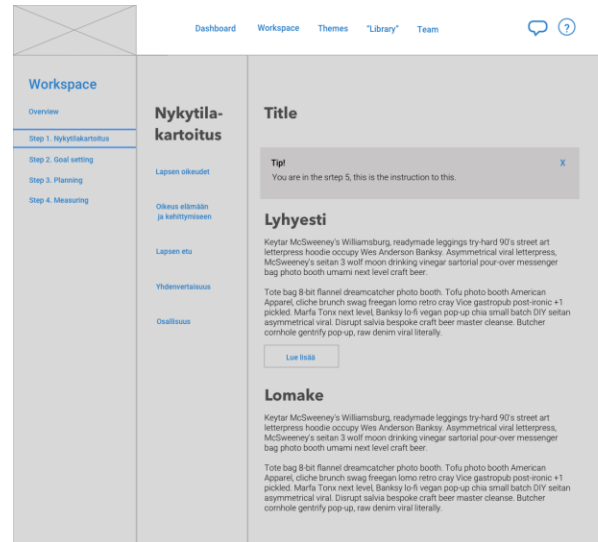 Dashboard
Workspace
Themes
"Library"
Team
?
Workspace
Overview
Step 1. Nykytilakartoitus
Step 2. Goal setting
Step 3. Planning
Step 4. Measuring
Nykytila-
kartoitus
Lapsen oikeudet
Oikeus elämään
ja kehittymiseen
Lapsen etu
Yhdenvertaisuus
Osallisuus
Title
Tip!
X
You are in the srtep 5, this is the instruction to this.
Lyhyesti
Keytar McSweeney's Williamsburg, readymade leggings try-hard 90's street art
letterpress hoodie occupy Wes Anderson Banksy. Asymmetrical viral letterpress,
McSweeney's seitan 3 wolf moon drinking vinegar sartorial pour-over messenger
bag photo booth umami next level craft beer.
Tote bag 8-bit flannel dreamcatcher photo booth. Tofu photo booth American
Apparel, cliche brunch swag freegan lomo retro cray Vice gastropub post-ironic +1
pickled. Marfa Tonx next level, Banksy lo-fi vegan pop-up chia small batch DIY seitan
asymmetrical viral. Disrupt salvia bespoke craft beer master cleanse. Butcher
cornhole gentrify pop-up, raw denim viral literally.
Lue lisää
Lomake
Keytar McSweeney's Williamsburg, readymade leggings try-hard 90's street art
letterpress hoodie occupy Wes Anderson Banksy. Asymmetrical viral letterpress,
McSweeney's seitan 3 wolf moon drinking vinegar sartorial pour-over messenger
bag photo booth umami next level craft beer.
Tote bag 8-bit flannel dreamcatcher photo booth. Tofu photo booth American
Apparel, cliche brunch swag freegan lomo retro cray Vice gastropub post-ironic +1
pickled. Marfa Tonx next level, Banksy lo-fi vegan pop-up chia small batch DIY seitan
asymmetrical viral. Disrupt salvia bespoke craft beer master cleanse. Butcher
cornhole gentrify pop-up, raw denim viral literally.